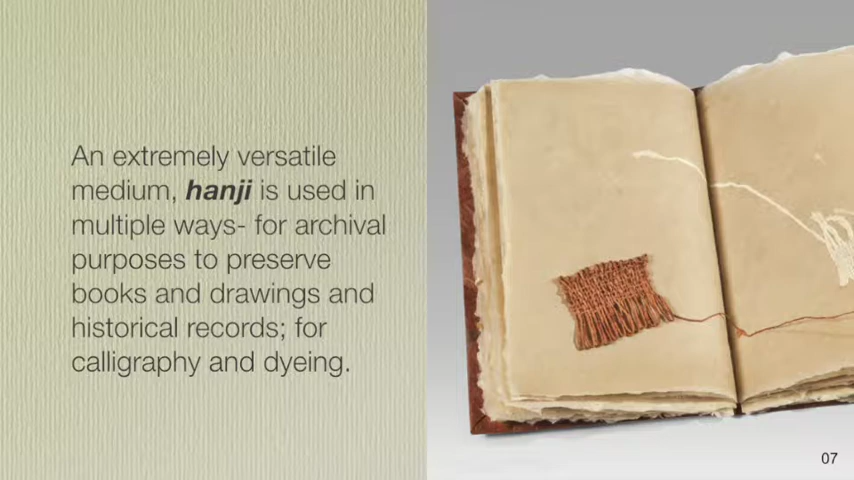 An extremely versatile
medium, hanji is used in
multiple ways- for archival
purposes to preserve
books and drawings and
historical records; for
calligraphy and dyeing.
07